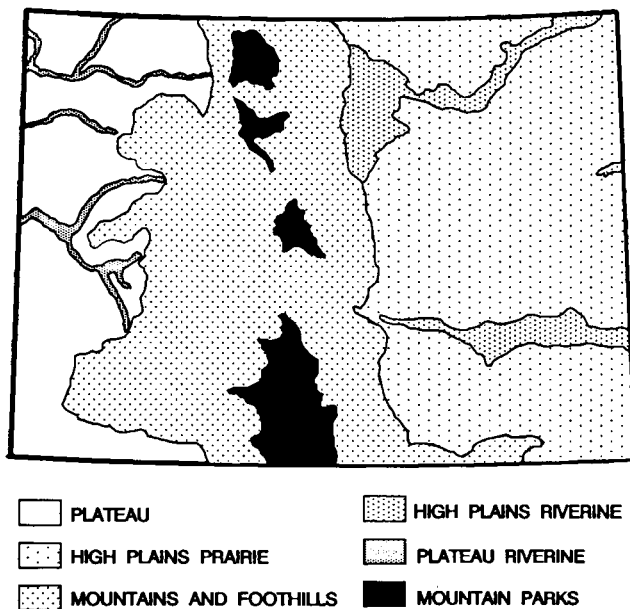 PLATEAU
HIGH PLAINS PRAIRIE
MOUNTAINS AND FOOTHILLS
HIGH PLAINS RIVERINE
PLATEAU RIVERINE
MOUNTAIN PARKS